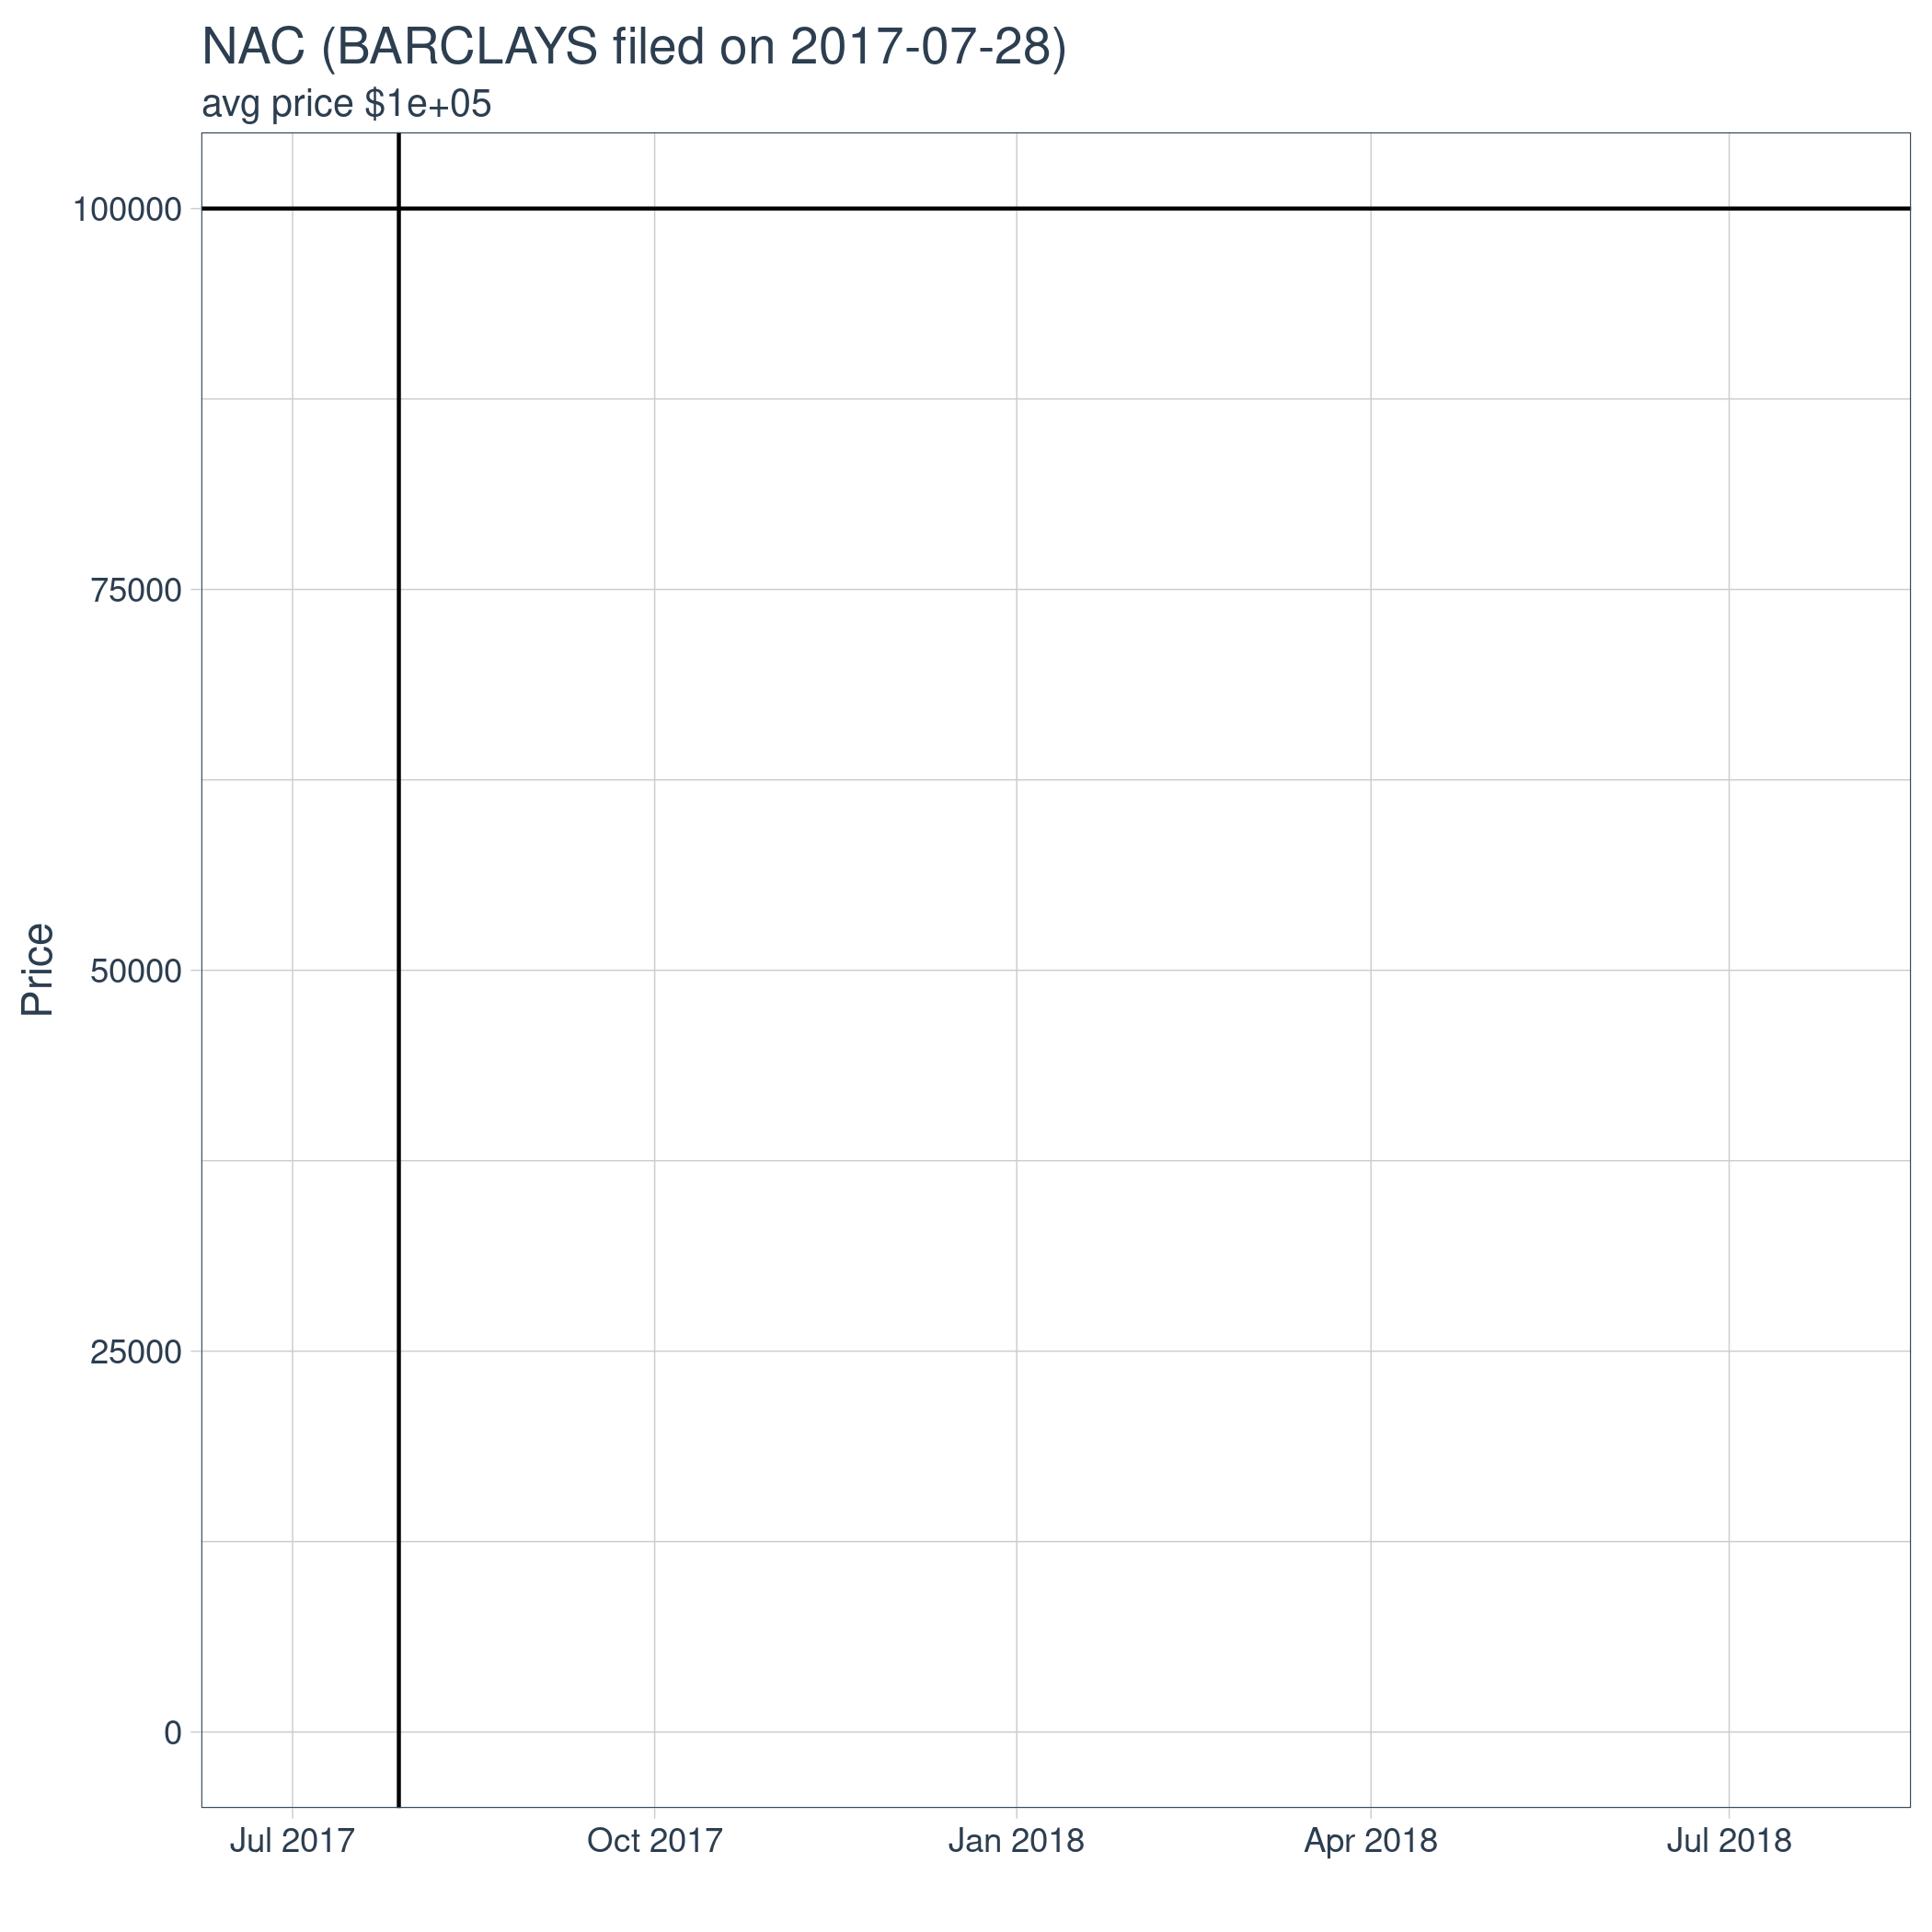 NAC (BARCLAYS filed on 2017-07-28)
avg price $1e+05
100000
75000
50000
25000
0
Price
Jul 2017
Oct 2017
Jan 2018
Apr 2018
Jul 2018